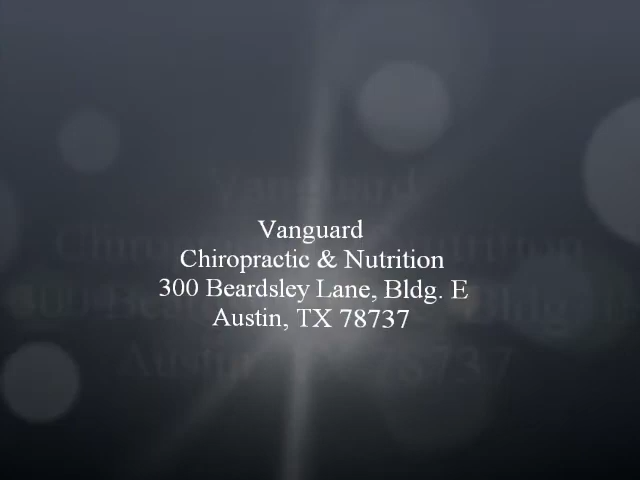 Vanguard
Chiropractic & Nutrition
300 Beardsley Lane, Bldg. E
Austin, TX 78737